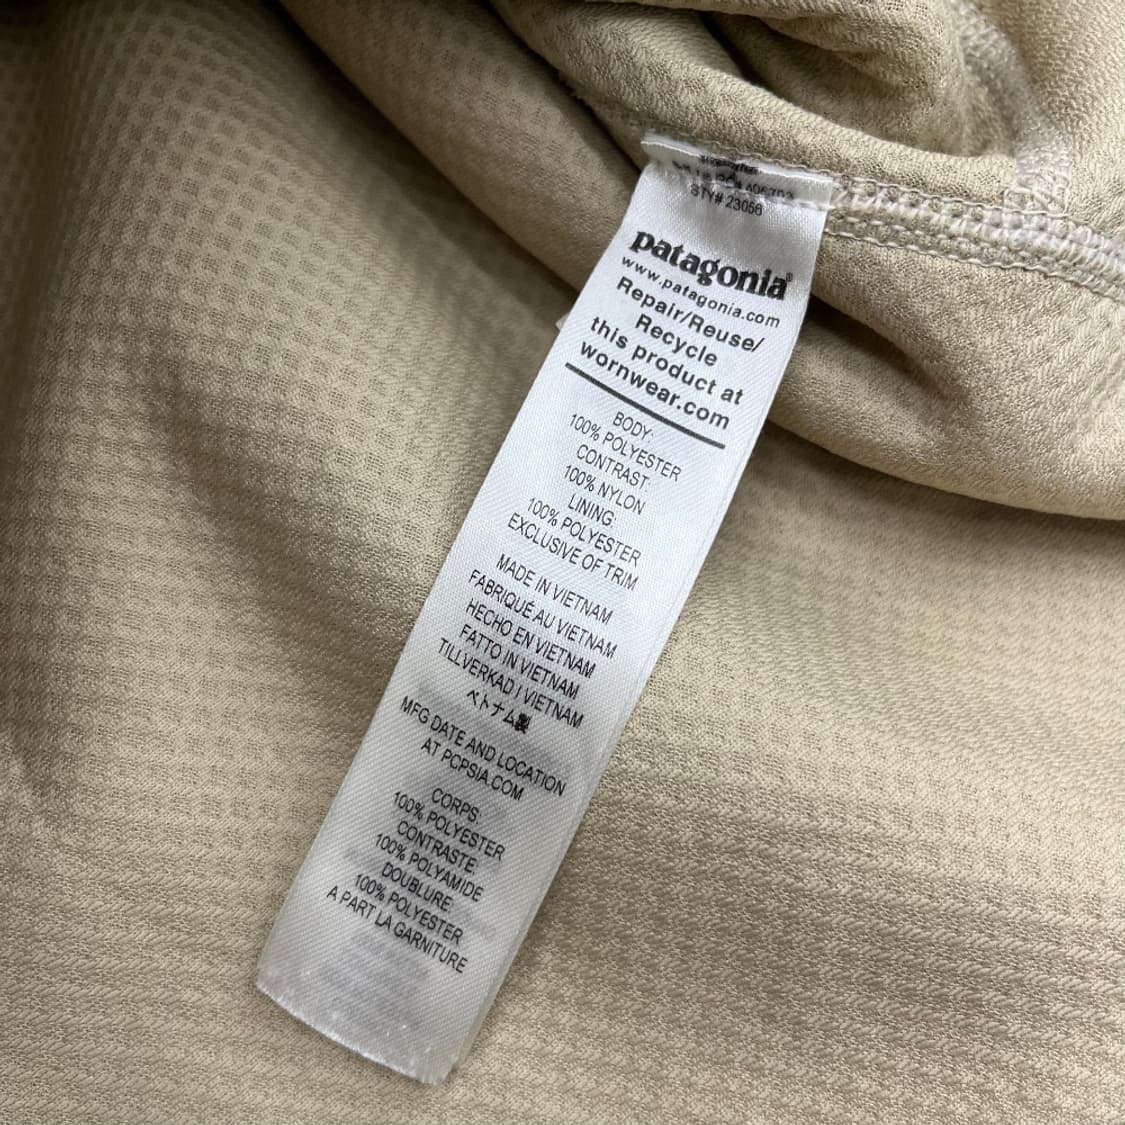 STY# 23056
patagonia®
www.patagonia.com
Repair/Reuse/
Recycle
this product at
wornwear.com
BODY:
100% POLYESTER
CONTRAST:
100% NYLON
LINING:
100% POLYESTER
EXCLUSIVE OF TRIM
MADE IN VIETNAM
FABRIQUÉ AU VIETNAM
HECHO EN VIETNAM
FATTO IN VIETNAM
TILLVERKAD I VIETNAM
ベトナム製
MFG DATE AND LOCATION
AT PCPSIA.COM
CORPS:
100% POLYESTER
CONTRASTE:
100% POLYAMIDE
DOUBLURE:
100% POLYESTER
A PART LA GARNITURE